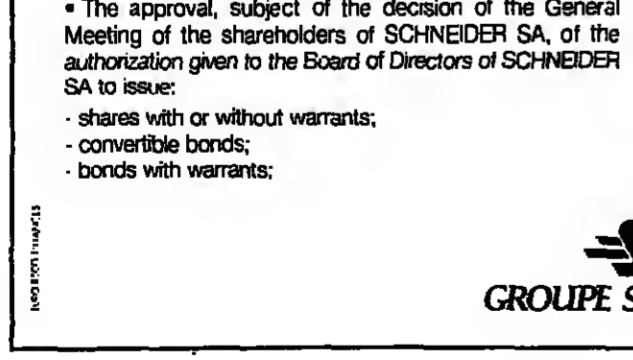 • The approval, subject of the decision of the General
Meeting of the shareholders of SCHNEIDER SA, of the
authorization given to the Board of Directors of SCHNEIDER
SA to issue:
- shares with or without warrants;
- convertible bonds;
- bonds with warrants;
GROUPE S